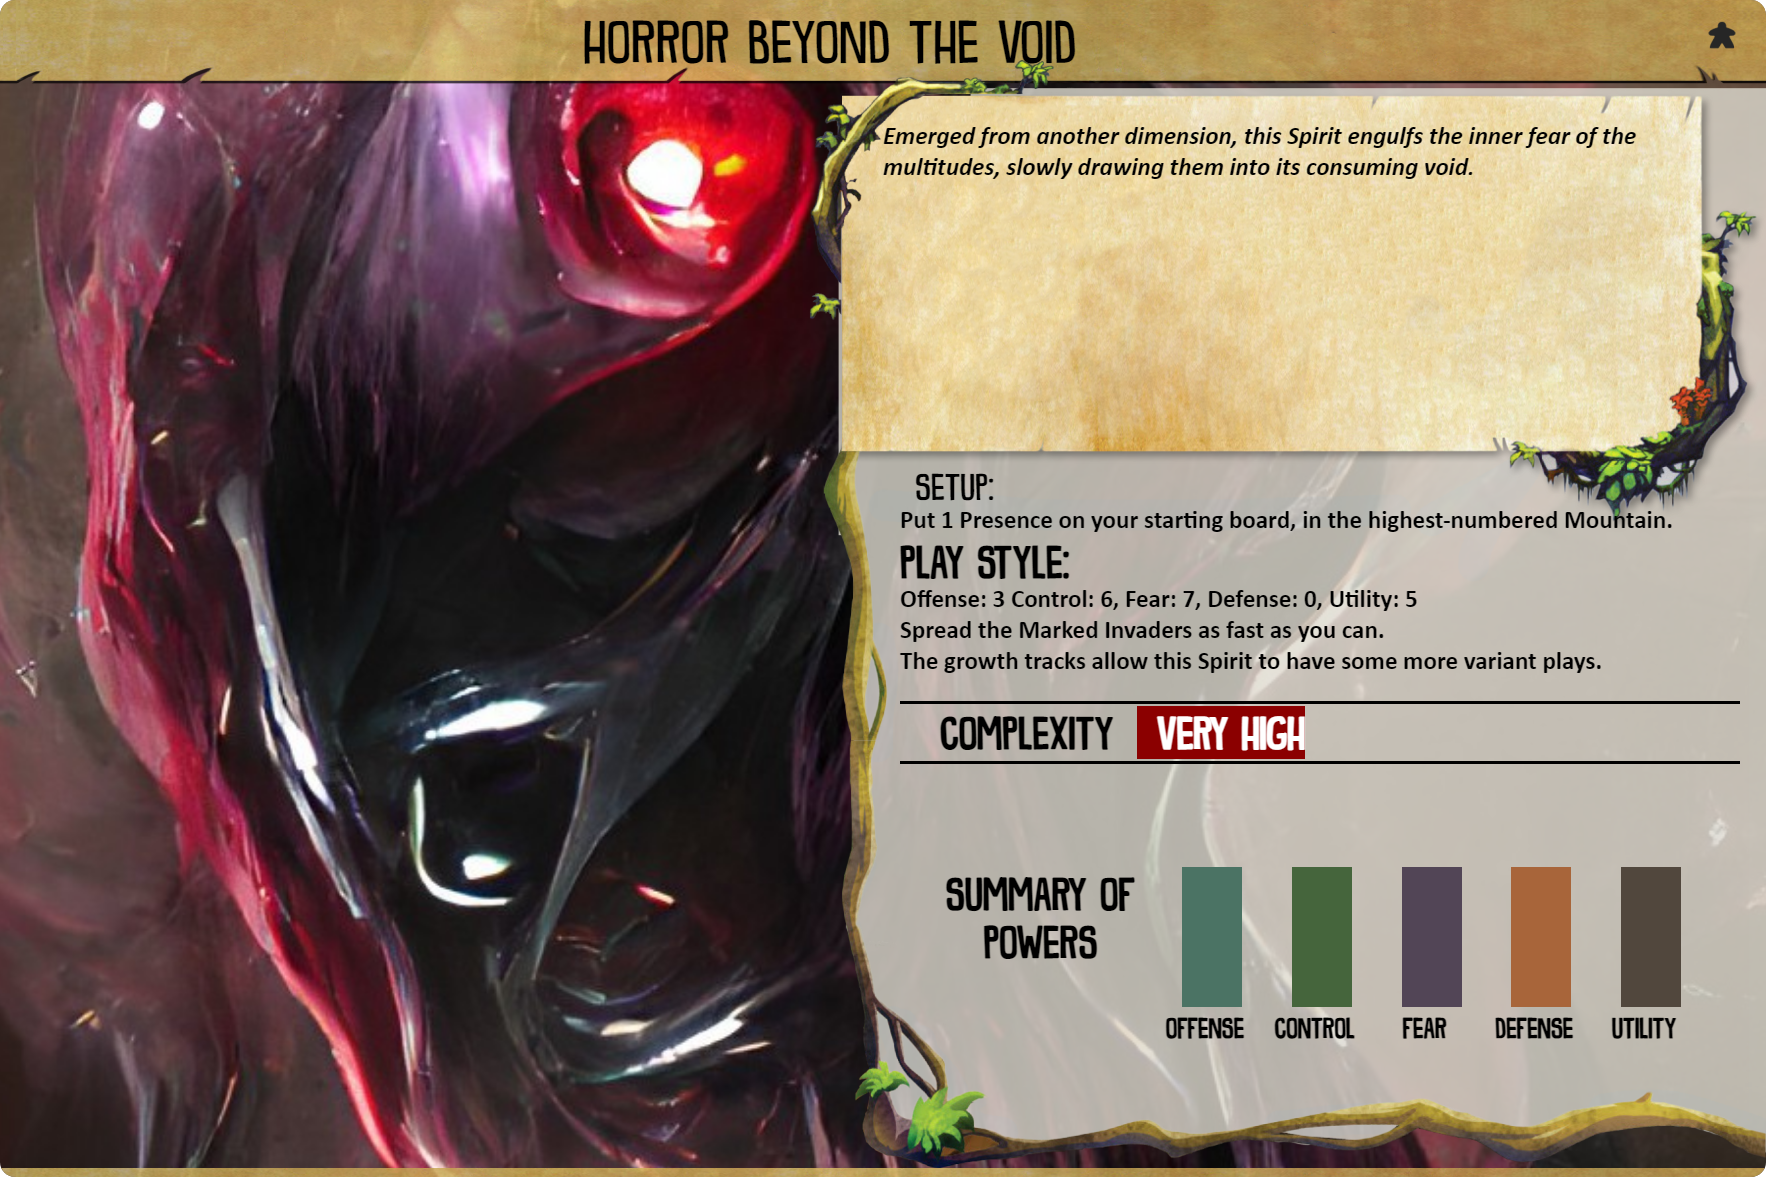 HORROR BEYOND THE VOID
Emerged from another dimension, this Spirit engulfs the inner fear of the
multitudes, slowly drawing them into its consuming void.
SETUP:
Put 1 Presence on your starting board, in the highest-numbered Mountain.
PLAY STYLE:
Offense: 3 Control: 6, Fear: 7, Defense: 0, Utility: 5
Spread the Marked Invaders as fast as you can.
The growth tracks allow this Spirit to have some more variant plays.
COMPLEXITY VERY HIGH
SUMMARY OF
POWERS
OFFENSE CONTROL FEAR DEFENSE UTILITY